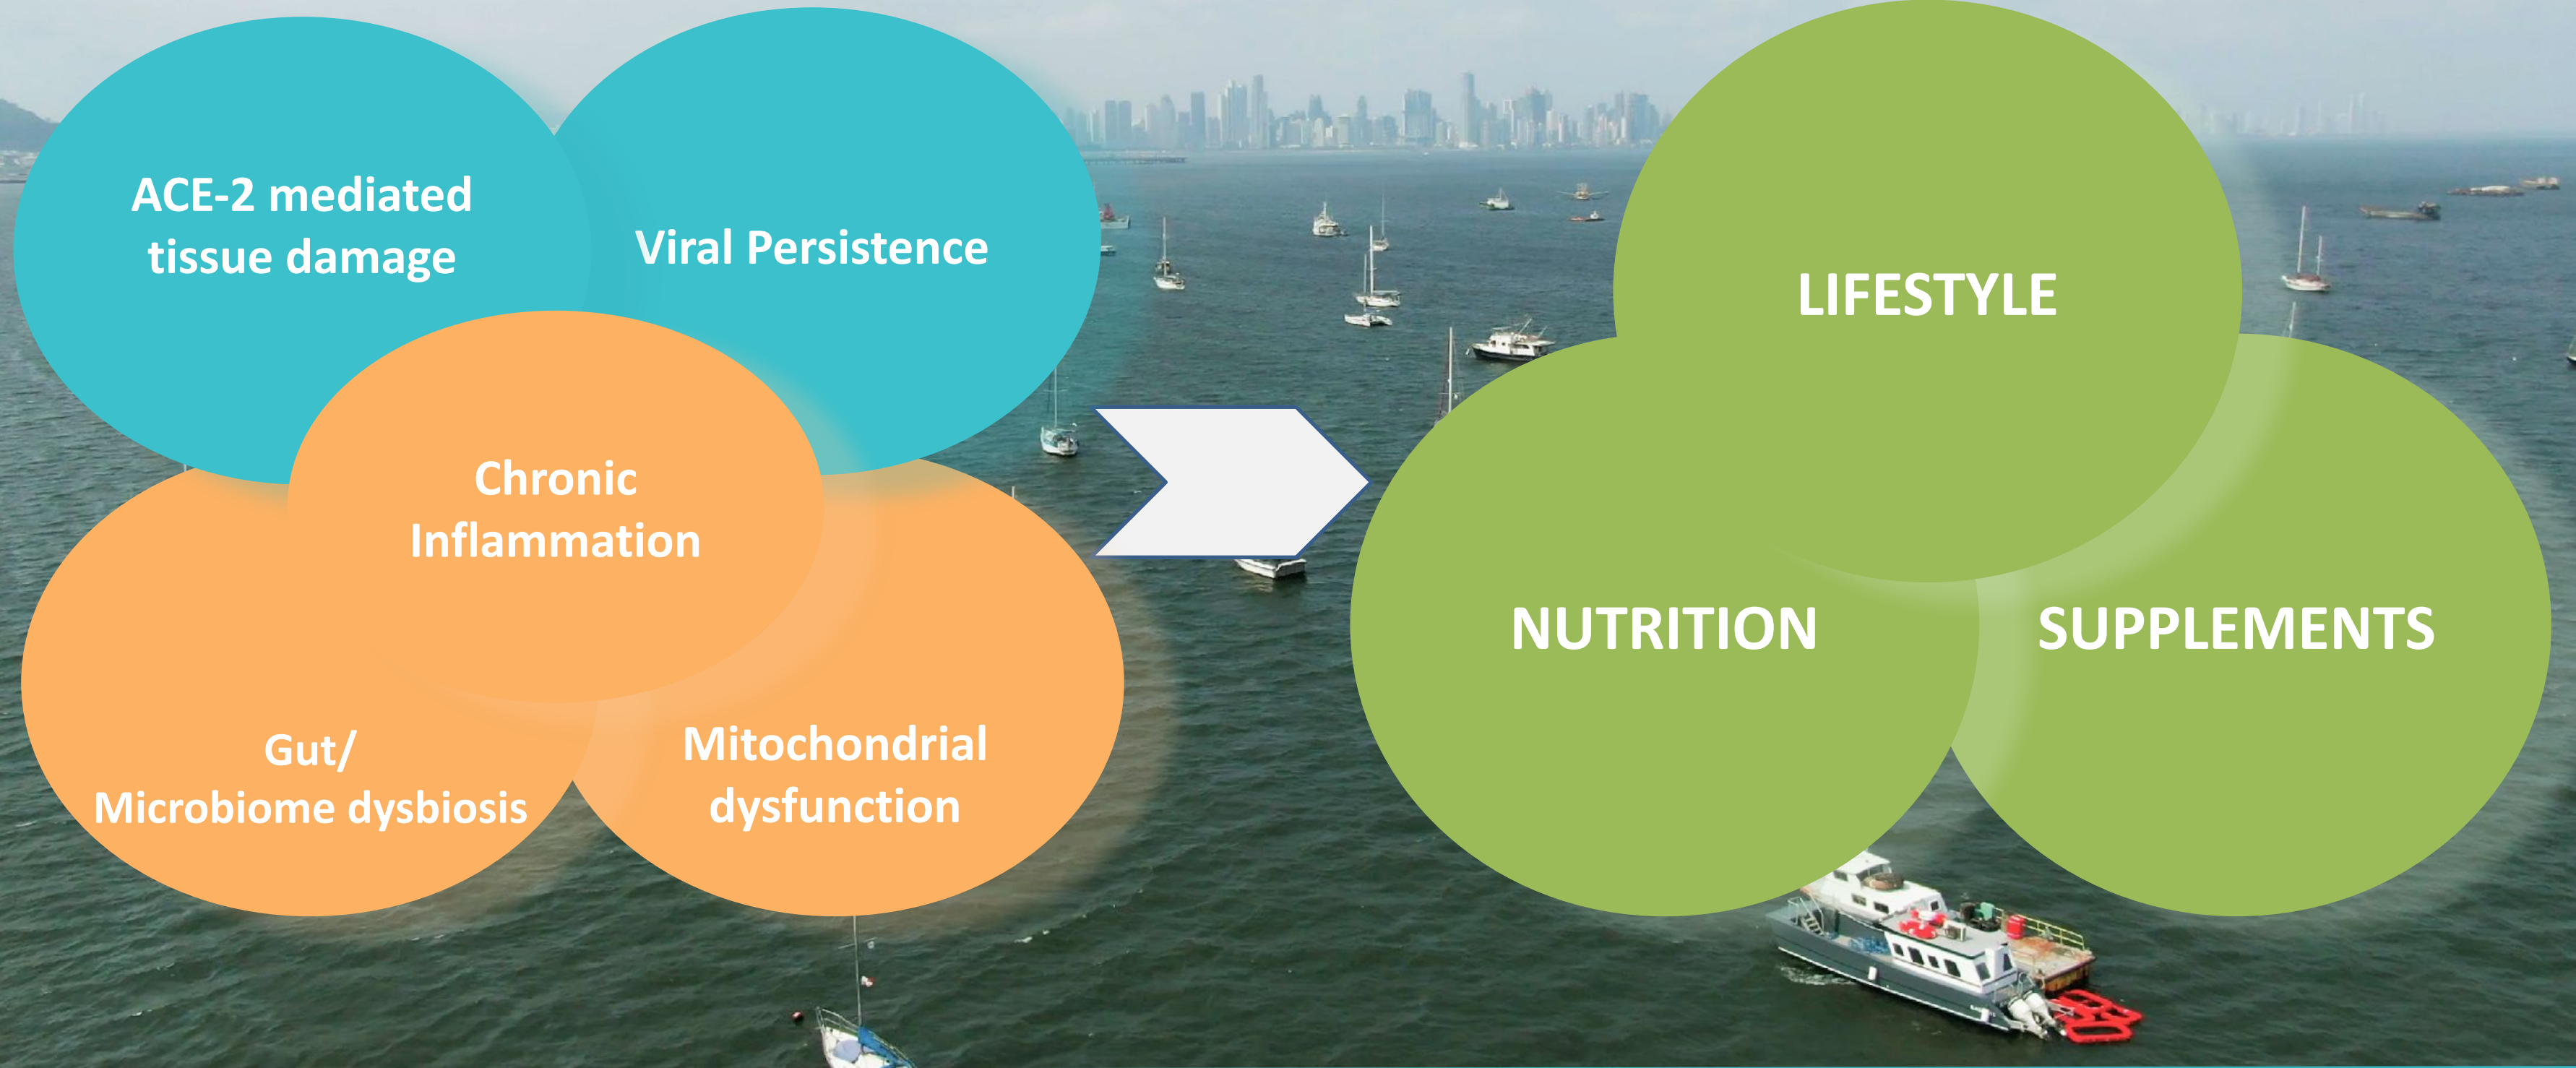 ACE-2 mediated
tissue damage
Viral Persistence
Chronic
Inflammation
Gut/
Microbiome dysbiosis
Mitochondrial
dysfunction
LIFESTYLE
NUTRITION
SUPPLEMENTS